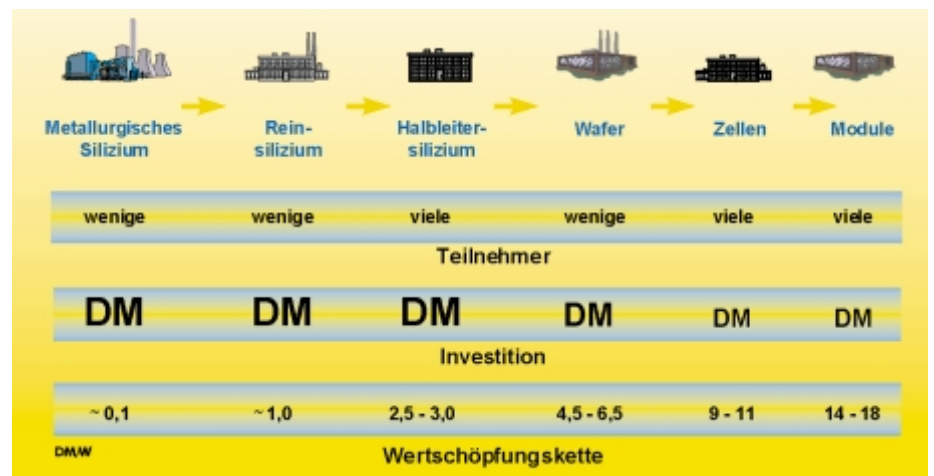 Metallurgisches
Silizium
Rein-
silizium
Halbleiter-
silizium
Wafer
Zellen
Module
wenige wenige viele wenige viele viele
Teilnehmer
DM DM DM DM DM DM
Investition
~ 0,1 ~ 1,0 2,5 - 3,0 4,5 - 6,5 9 - 11 14 - 18
DM/W
Wertschöpfungskette